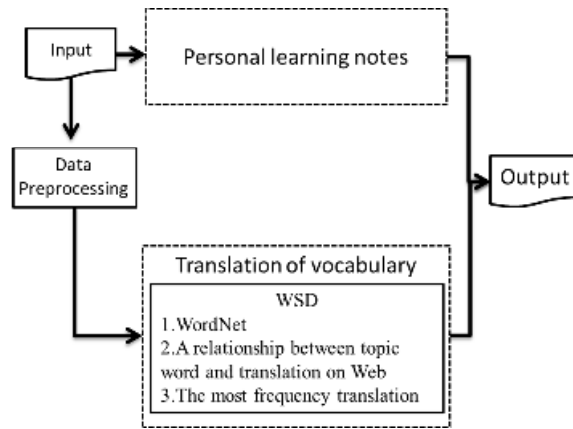 Input
Personal learning notes
Data
Preprocessing
Output
Translation of vocabulary
WSD
1.WordNet
2.A relationship between topic
word and translation on Web
3.The most frequency translation